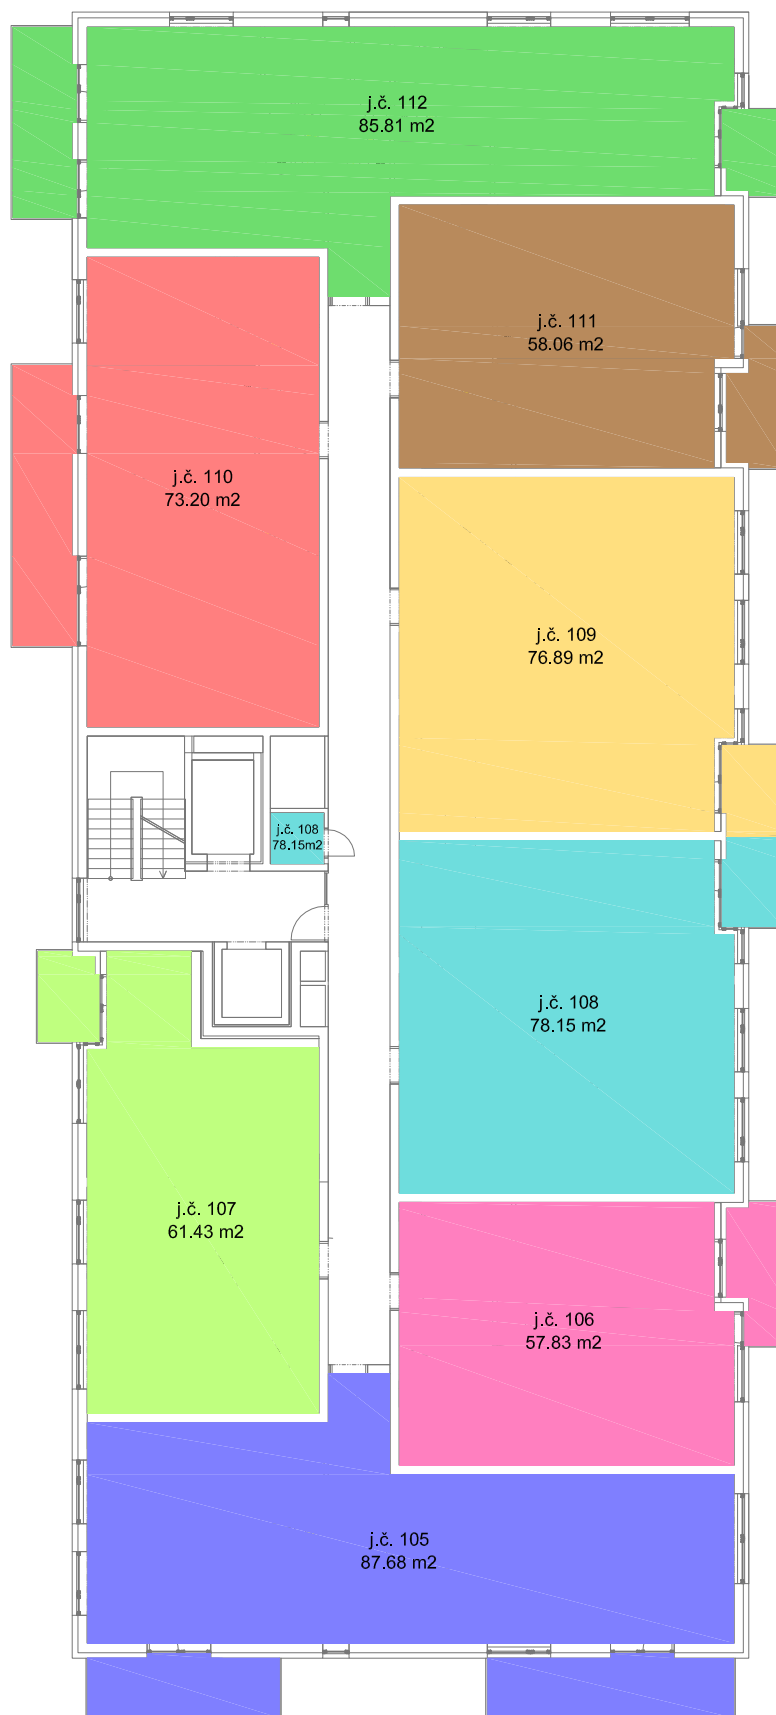 j.č. 112
85.81 m2
j.č. 111
58.06 m2
j.č. 110
73.20 m2
j.č. 109
76.89 m2
j.č. 108
78.15m2
j.č. 108
78.15 m2
j.č. 107
61.43 m2
j.č. 106
57.83 m2
j.č. 105
87.68 m2